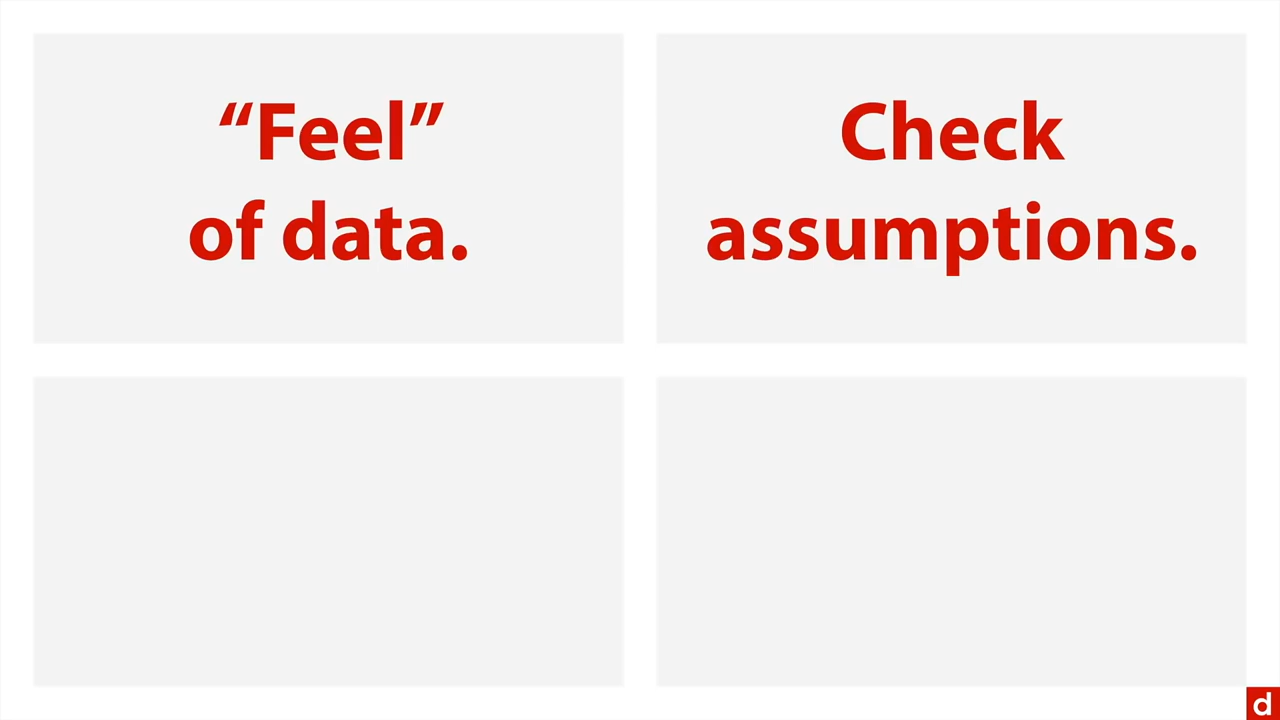 “Feel”
of data.
Check
assumptions.
d